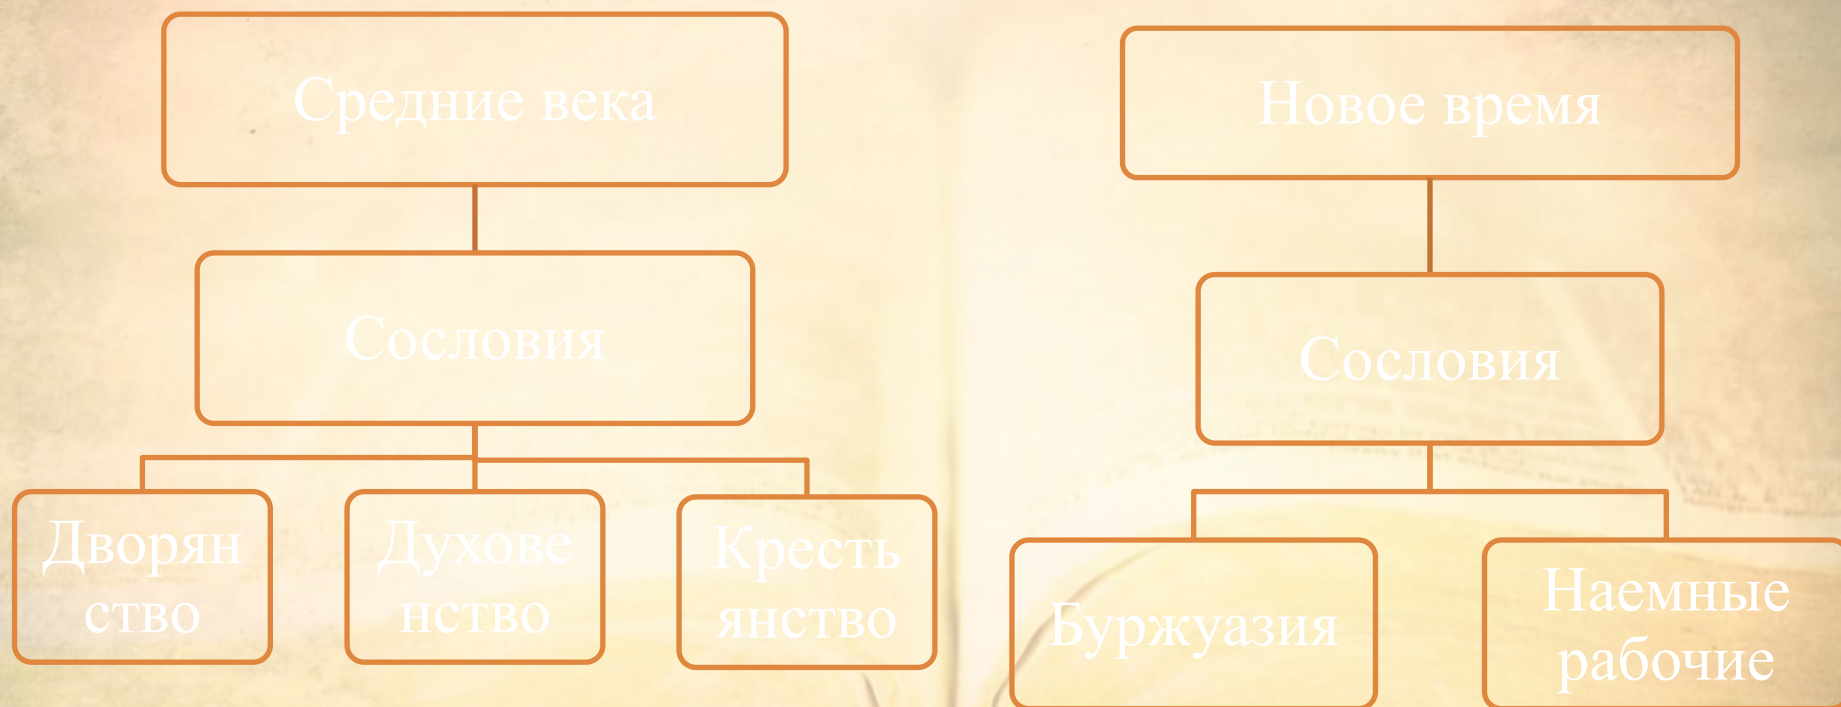 Средние века
Сословия
Дворян
ство
Духове
нство
Кресть
янство
Новое время
Сословия
Буржуазия
Наемные
рабочие